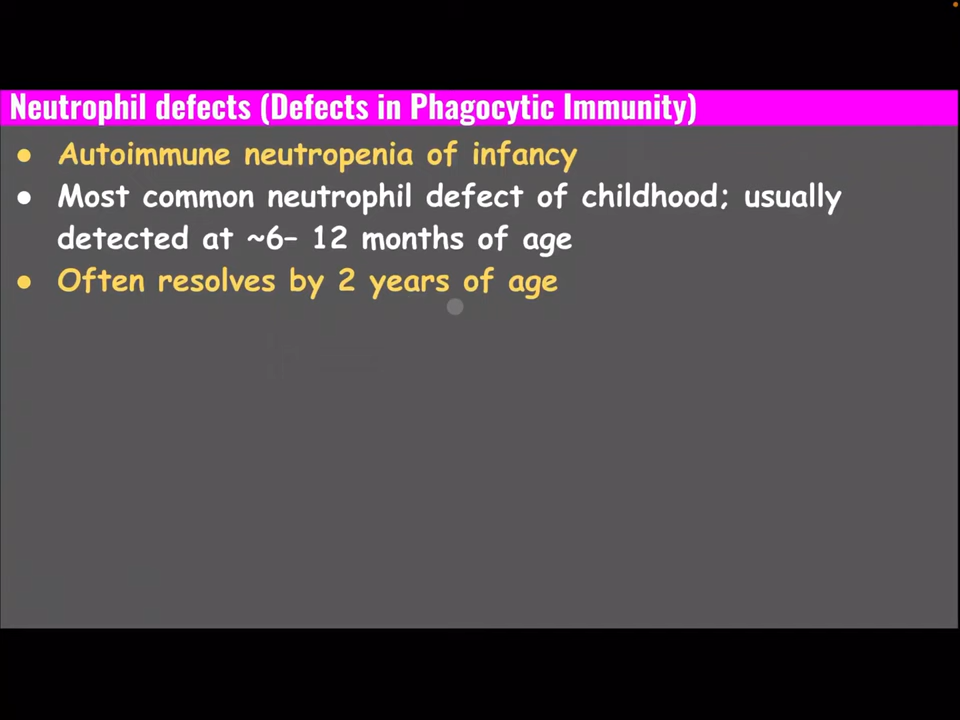 Neutrophil defects (Defects in Phagocytic Immunity)
● Autoimmune neutropenia of infancy
● Most common neutrophil defect of childhood; usually
detected at ~6– 12 months of age
● Often resolves by 2 years of age